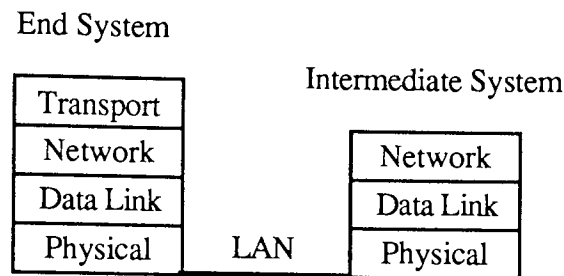 End System
Intermediate System
Transport
Network
Data Link
Physical
LAN
Network
Data Link
Physical